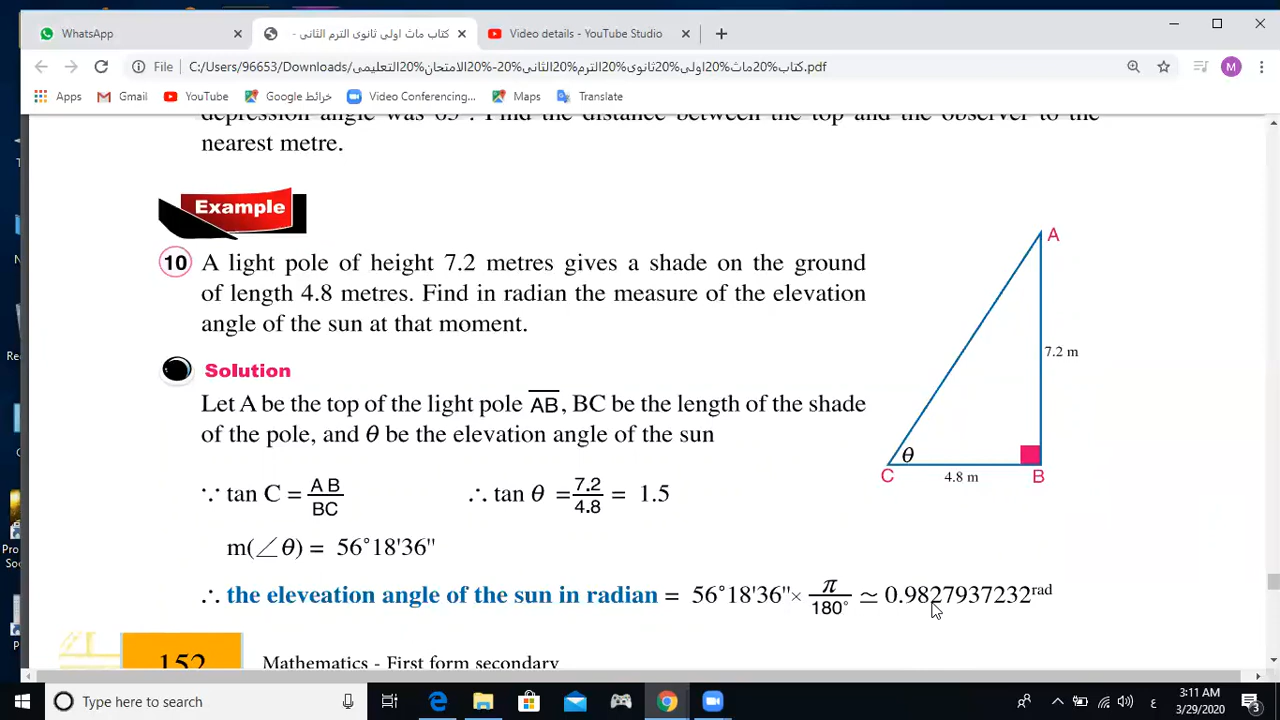 WhatsApp
كتاب ماث اولى ثانوى الترم الثانى -
Video details - YouTube Studio
File
C:/Users/96653/Downloads/كتاب%20ماث%20اولى%20ثانوى%20الترم%20الثانى%20-%20الامتحان%20التعليمى.pdf
Apps
Gmail
YouTube
خرائط Google
Video Conferencing...
Maps
Translate
nearest metre.
Example
10 A light pole of height 7.2 metres gives a shade on the ground
of length 4.8 metres. Find in radian the measure of the elevation
angle of the sun at that moment.
Solution
Let A be the top of the light pole AB, BC be the length of the shade
of the pole, and θ be the elevation angle of the sun
∵ tan C = AB/BC ∴ tan θ = 7.2/4.8 = 1.5
m(∠θ) = 56°18'36"
∴ the eleveation angle of the sun in radian = 56°18'36"× π/180° ≃ 0.9827937232rad
A
7.2 m
θ
C
4.8 m
B
152
Mathematics - First form secondary
Type here to search
ع
3:11 AM
3/29/2020
3